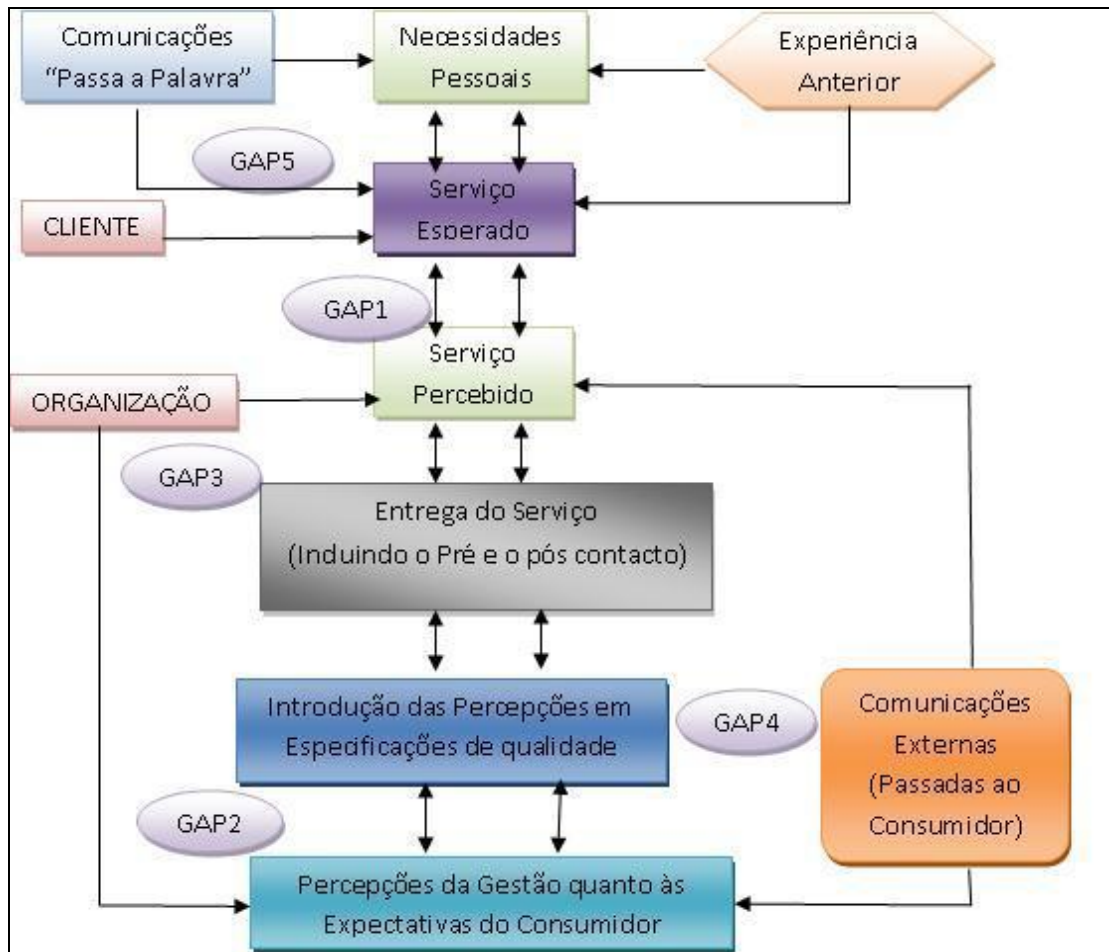 Comunicações
“Passa a Palavra”
Necessidades
Pessoais
Experiência
Anterior
GAP5
Serviço
Esperado
CLIENTE
GAP1
Serviço
Percebido
ORGANIZAÇÃO
GAP3
Entrega do Serviço
(Induindo o Pré e o pós contacto)
Introdução das Percepções em
Especificações de qualidade
GAP4
Comunicações
Externas
(Passadas ao
Consumidor)
GAP2
Percepções da Gestão quanto às
Expectativas do Consumidor